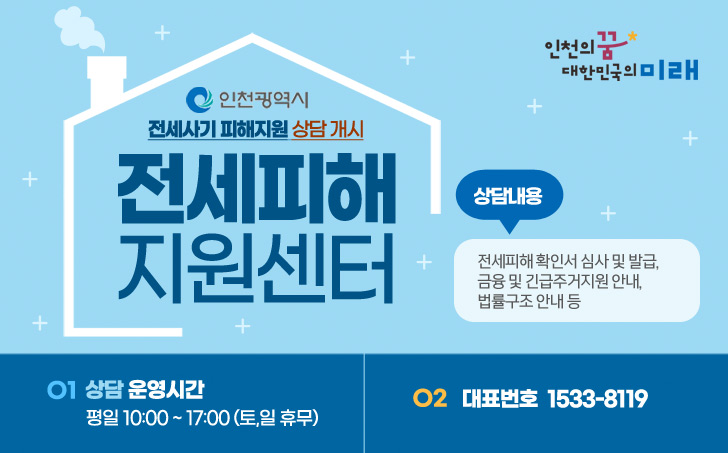 인천의 꿈
대한민국의 미래
인천광역시
전세사기 피해지원 상담 개시
전세피해
지원센터
상담내용
전세피해 확인서 심사 및 발급,
금융 및 긴급주거지원 안내,
법률구조 안내 등
01 상담 운영시간
평일 10:00 ~ 17:00 (토,일 휴무)
02 대표번호 1533-8119